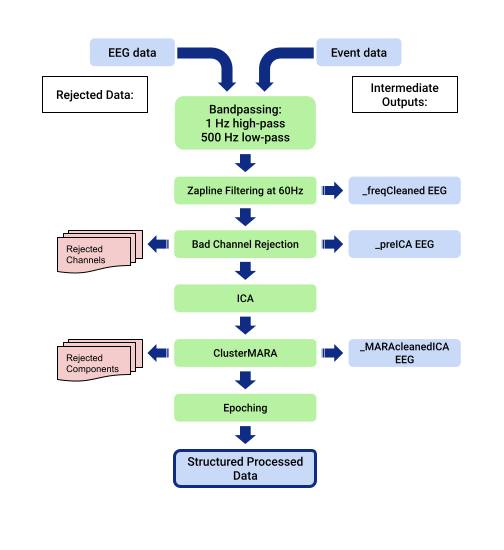 EEG data
Event data
Rejected Data:
Intermediate
Outputs:
Bandpassing:
1 Hz high-pass
500 Hz low-pass
Zapline Filtering at 60Hz
_freqCleaned EEG
Rejected
Channels
Bad Channel Rejection
_preICA EEG
ICA
Rejected
Components
ClusterMARA
_MARAcleanedICA
EEG
Epoching
Structured Processed
Data